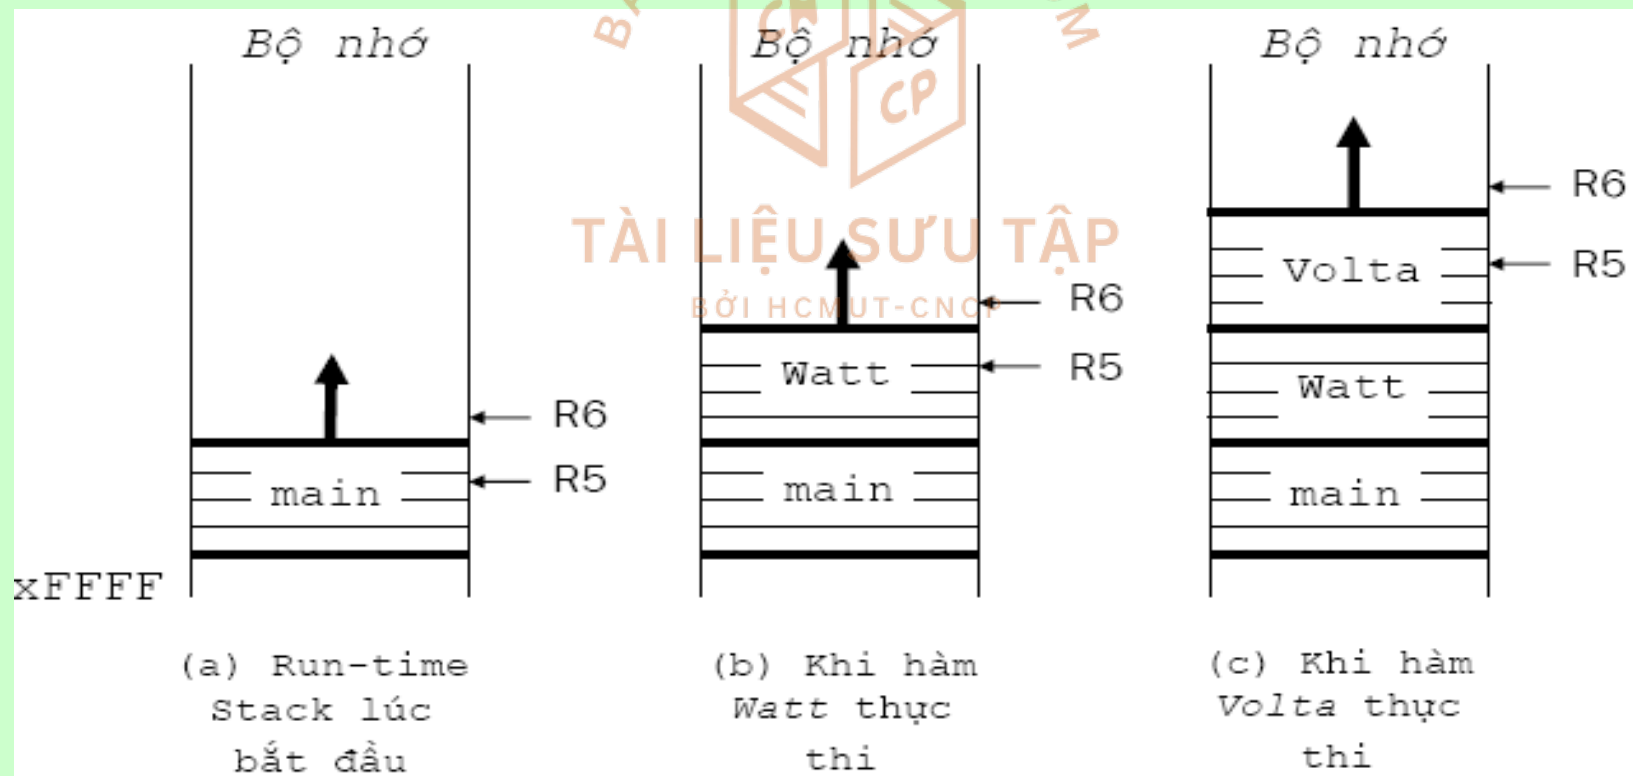 Bộ nhớ
Bộ nhớ
Bộ nhớ
CP
TÀI LIỆU SƯU TẬP
BỞI HCMUT-CNCP
R6
R5
main
xFFFF
R6
R5
Watt
main
R6
R5
Volta
Watt
main
(a) Run-time
Stack lúc
bắt đầu
(b) Khi hàm
Watt thực
thi
(c) Khi hàm
Volta thực
thi